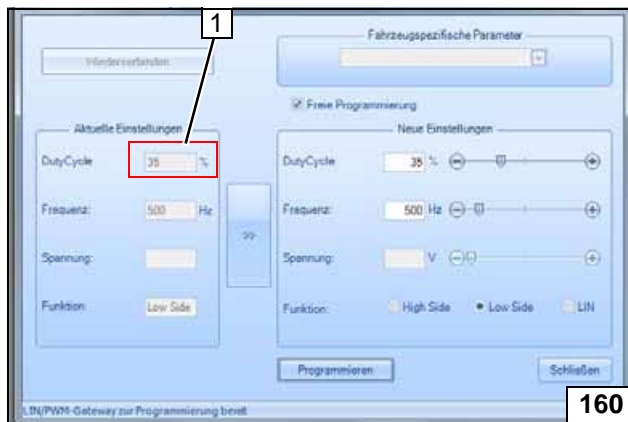 1
Fahrzeugspezifische Parameter
Wiederverbinden
Freie Programmierung
Aktuelle Einstellungen
DutyCycle 35 %
Frequenz: 500 Hz
Spannung:
Funktion: Low Side
>>
Neue Einstellungen
DutyCycle 35 %
Frequenz: 500 Hz
Spannung: V
Funktion: High Side Low Side LIN
Programmieren
Schließen
LIN/PWM-Gateway zur Programmierung bereit
160